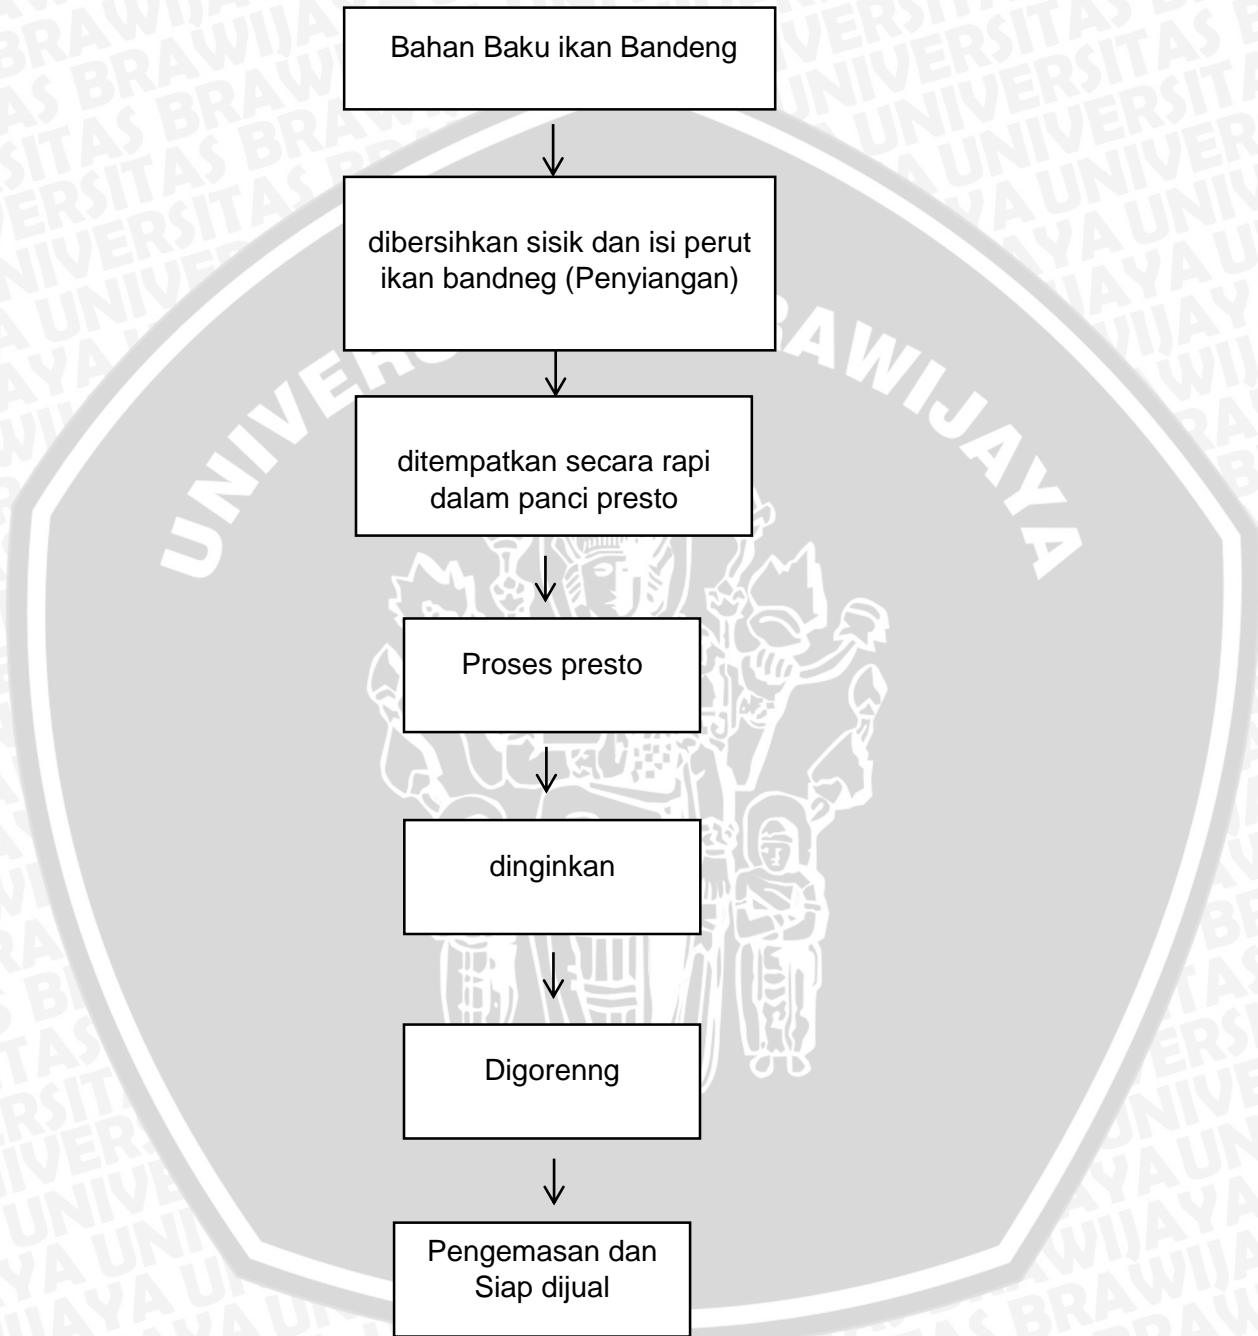 Bahan Baku ikan Bandeng
dibersihkan sisik dan isi perut
ikan bandneg (Penyiangan)
ditempatkan secara rapi
dalam panci presto
Proses presto
dinginkan
Digorenng
Pengemasan dan
Siap dijual